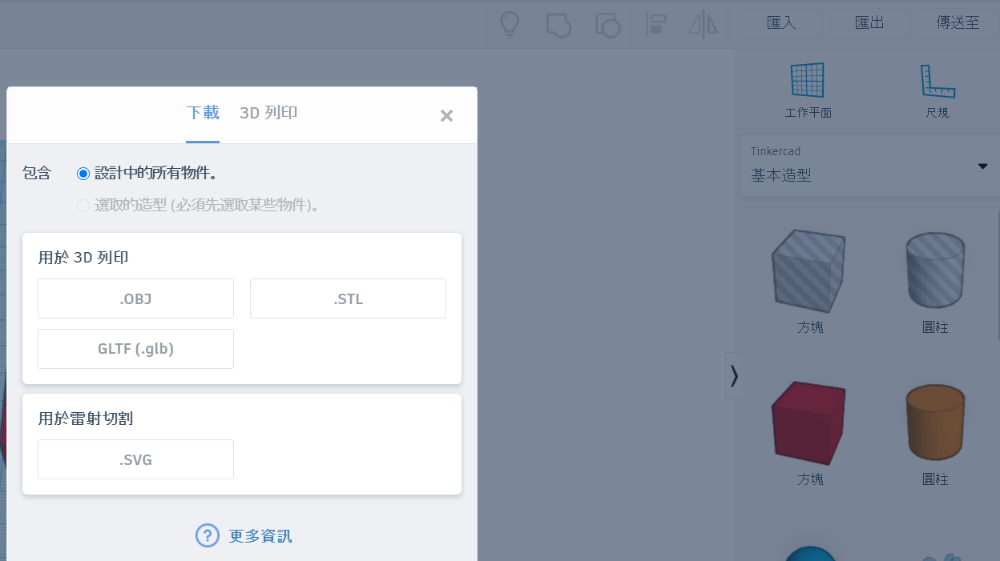 匯入
匯出
傳送至
工作平面
尺規
Tinkercad
基本造型
方塊
圓柱
方塊
圓柱
下載
3D 列印
包含
設計中的所有物件。
選取的造型 (必須先選取某些物件)。
用於 3D 列印
.OBJ
.STL
GLTF (.glb)
用於雷射切割
.SVG
? 更多資訊